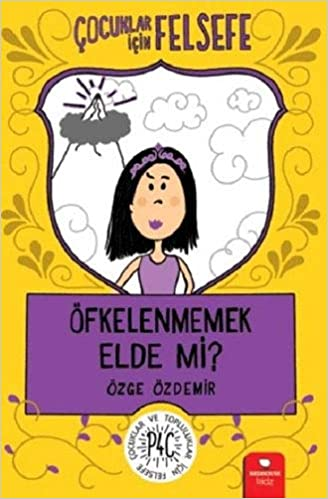 ÇOCUKLAR
İÇİN
FELSEFE
ÖFKELENMEMEK
ELDE Mİ?
ÖZGE ÖZDEMİR
ÇOCUKLAR VE TOPLULUKLAR İÇİN FELSEFE
P4C